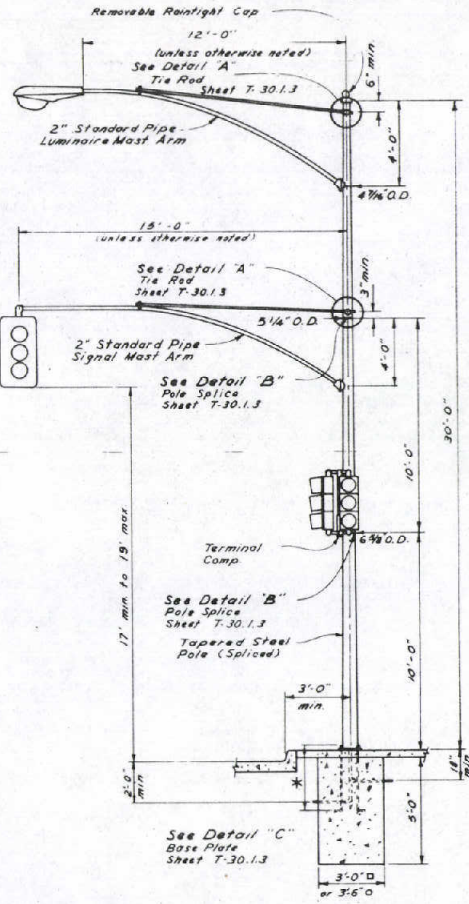 Removable Raintight Cap
12'-0"
(unless otherwise noted)
See Detail "A"
Tie Rod
Sheet T-30.1.3
6" min.
2" Standard Pipe
Luminaire Mast Arm
4'-0"
4 7/16" O.D.
15'-0"
(unless otherwise noted)
See Detail "A"
Tie Rod
Sheet T-30.1.3
3" min.
5 1/4" O.D.
2" Standard Pipe
Signal Mast Arm
4'-0"
See Detail "B"
Pole Splice
Sheet T-30.1.3
30'-0"
10'-0"
17' min. to 19' max.
Terminal
Comp.
O.D.
See Detail "B"
Pole Splice
Sheet T-30.1.3
Tapered Steel
Pole (Spliced)
10'-0"
3'-0"
min.
2'-0"
min.
*
18"
min.
5'-0"
See Detail "C"
Base Plate
Sheet T-30.1.3
3'-0" □
or 3'-6" O